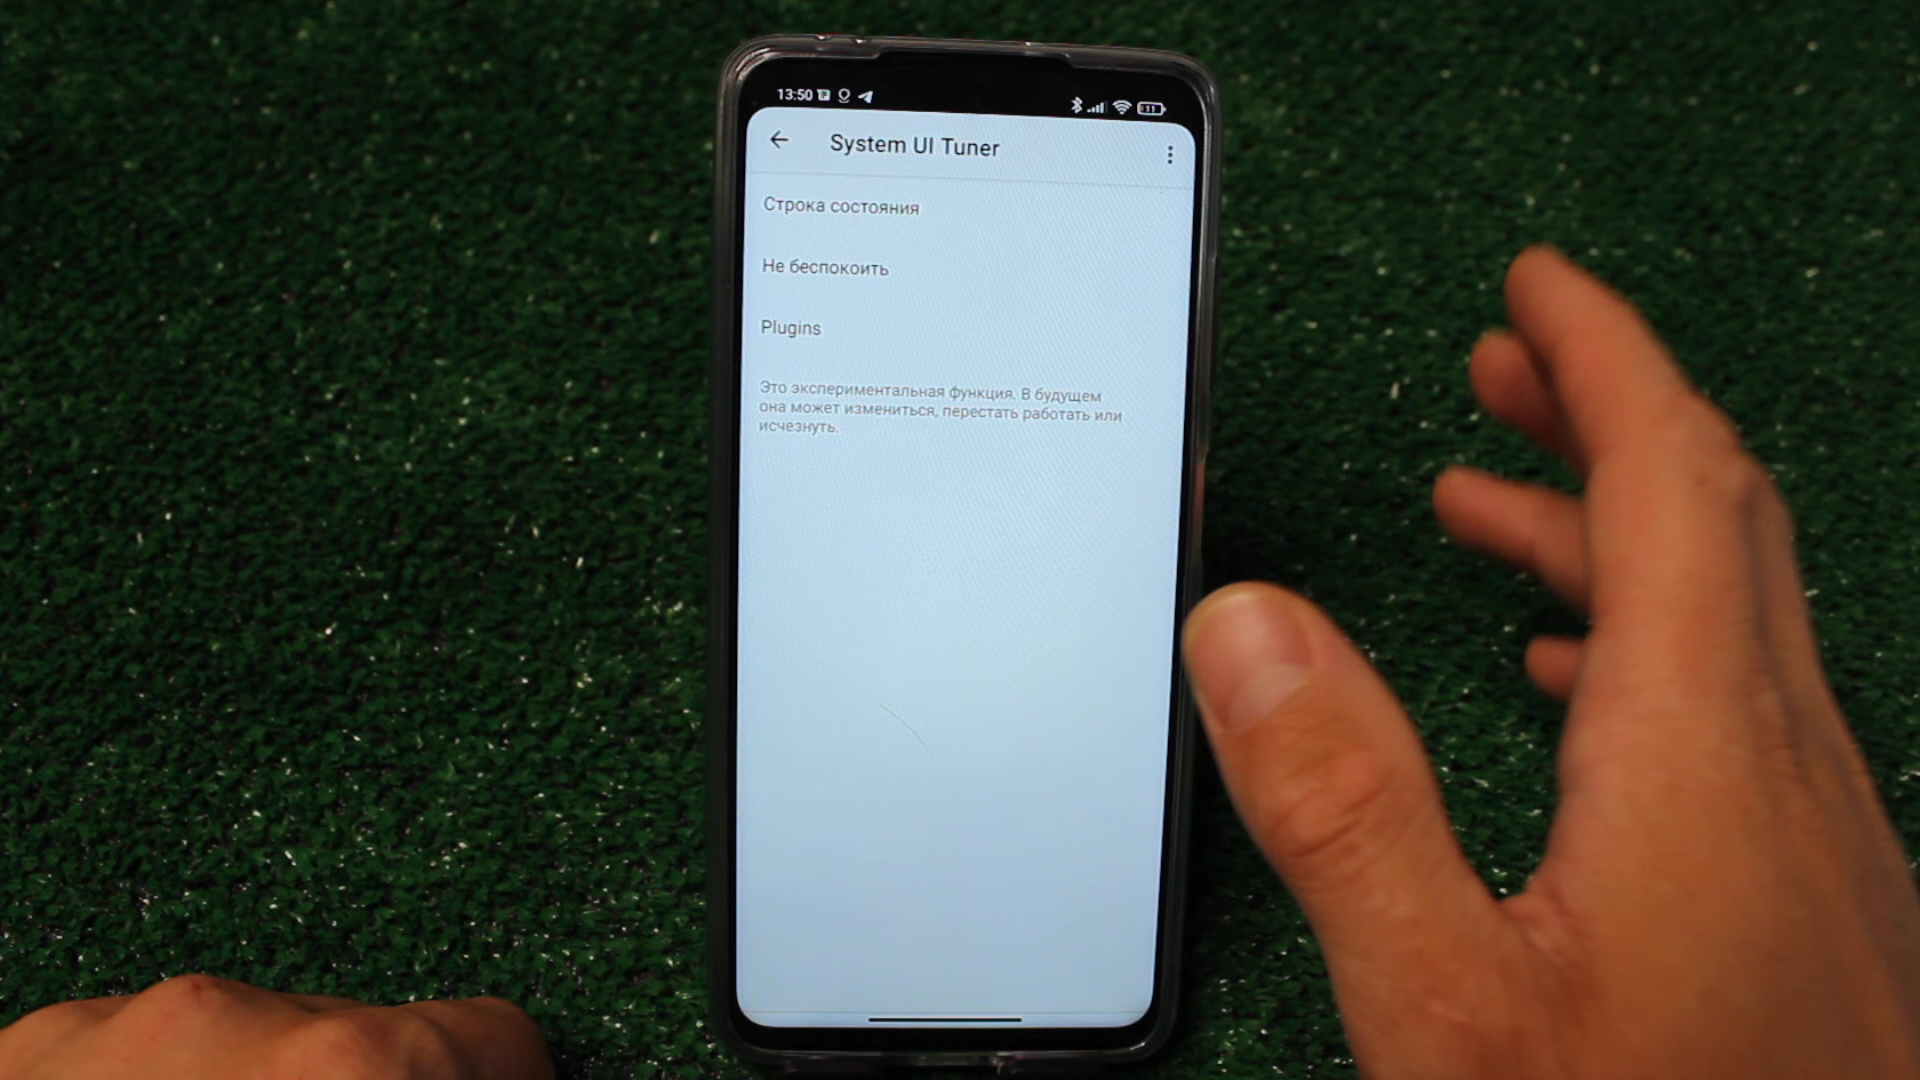 13:50
System UI Tuner
Строка состояния
Не беспокоить
Plugins
Это экспериментальная функция. В будущем
она может измениться, перестать работать или
исчезнуть.